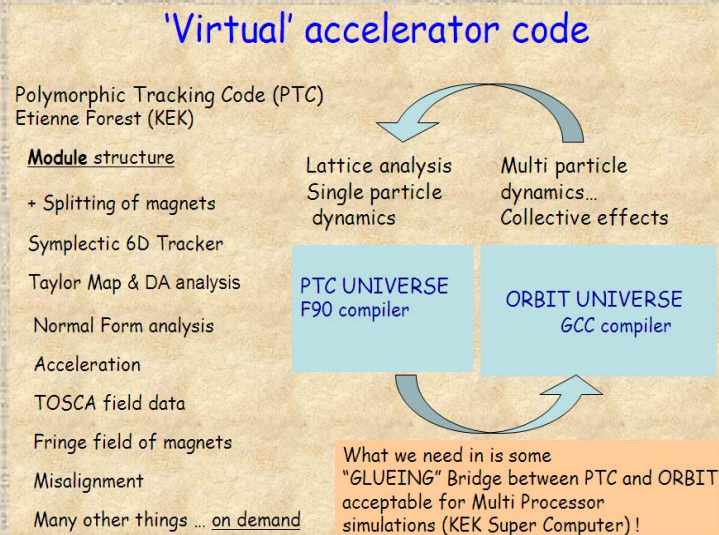 'Virtual' accelerator code
Polymorphic Tracking Code (PTC)
Etienne Forest (KEK)
Module structure
+ Splitting of magnets
Symplectic 6D Tracker
Taylor Map & DA analysis
Normal Form analysis
Acceleration
TOSCA field data
Fringe field of magnets
Misalignment
Many other things … on demand
Lattice analysis
Single particle
dynamics
Multi particle
dynamics…
Collective effects
PTC UNIVERSE
F90 compiler
ORBIT UNIVERSE
GCC compiler
What we need in is some
"GLUEING" Bridge between PTC and ORBIT
acceptable for Multi Processor
simulations (KEK Super Computer) !